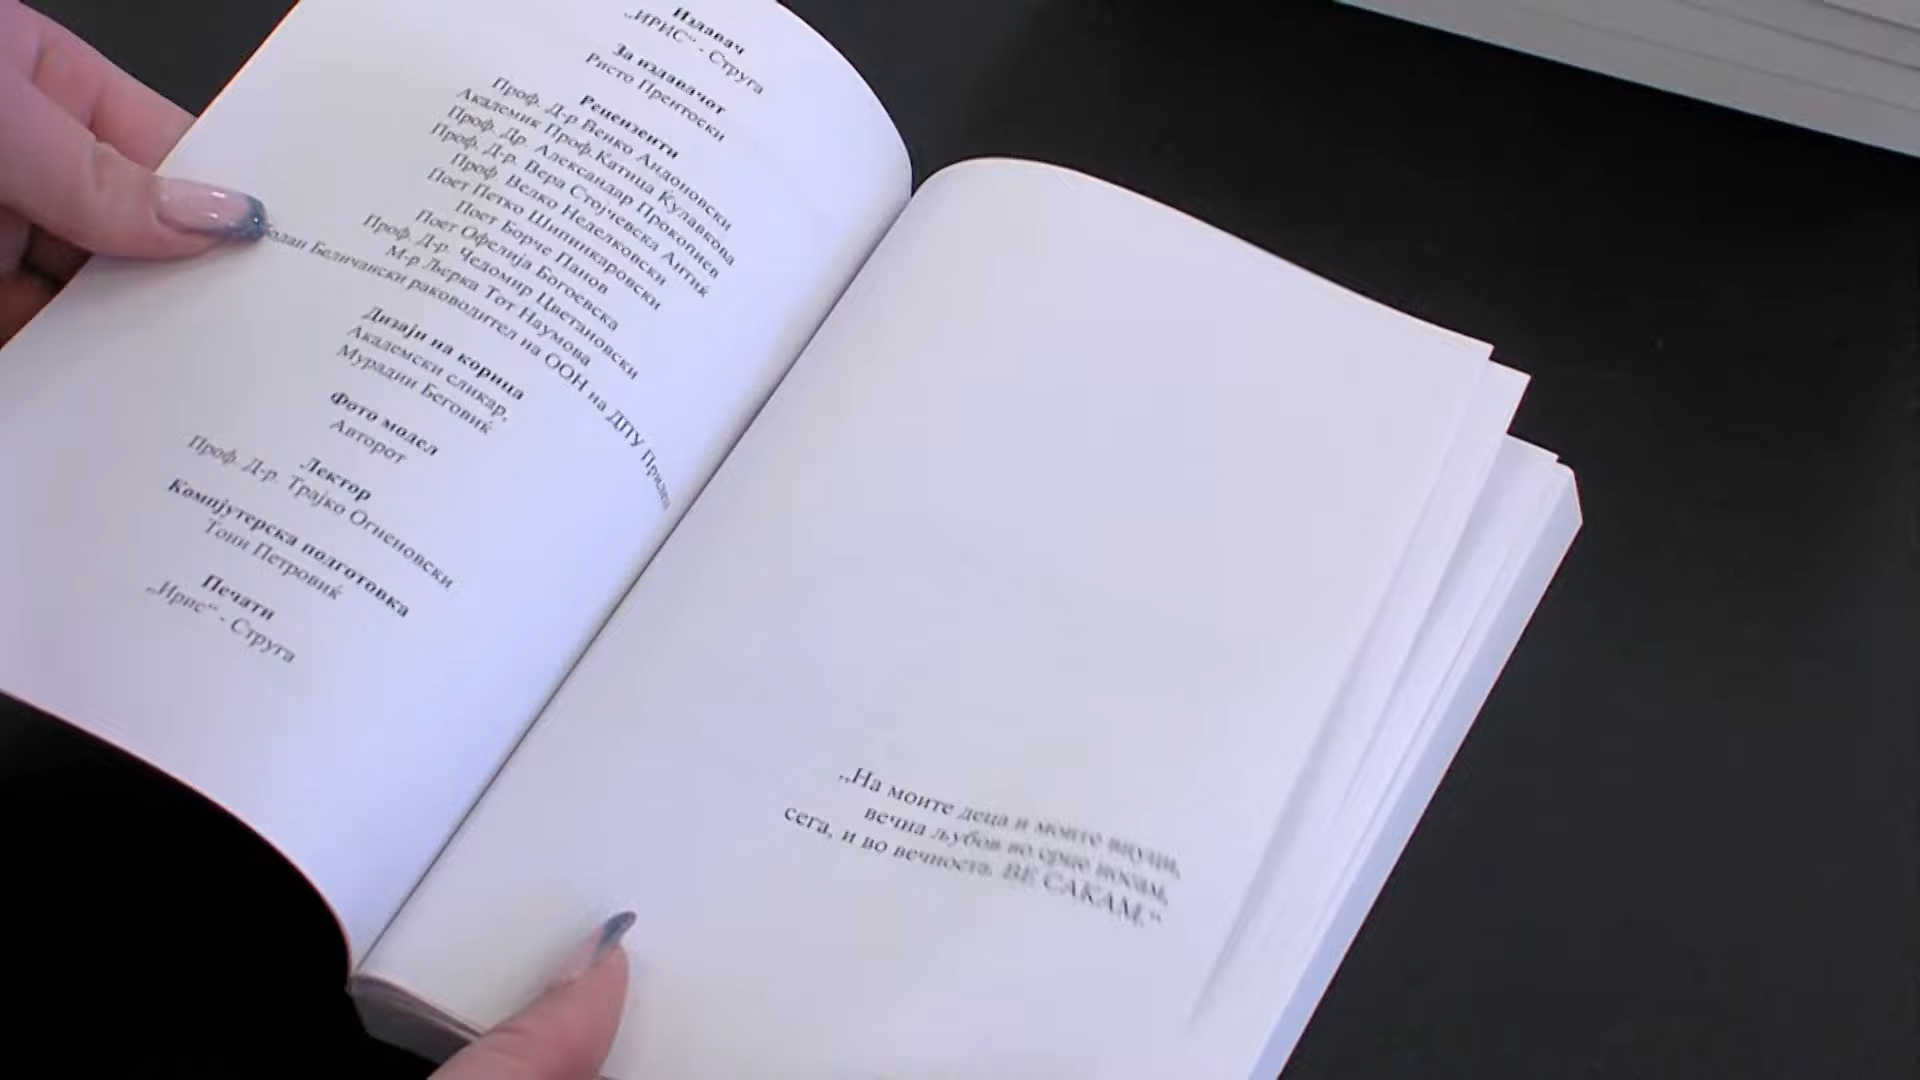 Издавач
„ИРИС“ - Струга
За издавачот
Ристо Прентоски
Рецензенти
Проф. Д-р Венко Андоновски
Академик Проф. Катица Ќулавкова
Проф. Др. Александар Прокопиев
Проф. Д-р. Вера Стојчевска Антиќ
Проф. Велко Неделковски
Поет Петко Шипинкаровски
Поет Борче Панов
Поет Офелија Богоевска
Проф. Д-р. Чедомир Цветановски
М-р Љерка Тот Наумова
Беличански раководител на ООН на ДПУ Прилеп
Дизајн на корица
Академски сликар,
Мурадин Беговиќ
Фото модел
Авторот
Лектор
Проф. Д-р. Трајко Огненовски
Компјутерска подготовка
Тони Петровиќ
Печати
„Ирис“ - Струга
„На моите деца и моите внуци,
вечна љубов во срце носам,
сега, и во вечноста. ВЕ САКАМ.“